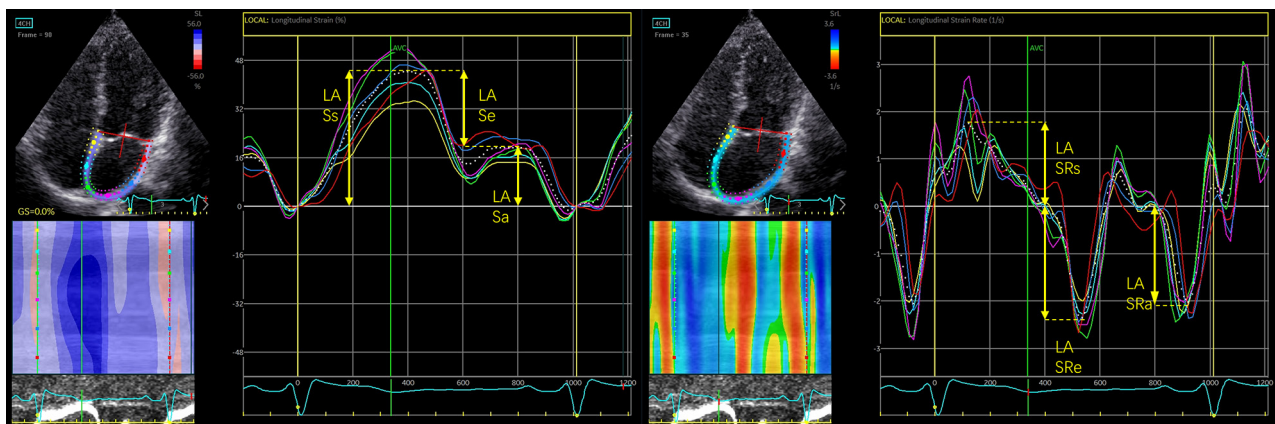 4CH
Frame = 98
SL
56.0
-56.0
%
GS=0.0%
LOCAL: Longitudinal Strain (%)
AVC
48
32
16
0
-16
-32
-48
LA
Ss
LA
Se
LA
Sa
0
200
400
600
800
1000
1200
4CH
Frame = 35
SrL
3.6
-3.6
1/s
LOCAL: Longitudinal Strain Rate (1/s)
AVC
3
2
1
0
-1
-2
-3
LA
SRs
LA
SRa
LA
SRe
0
200
400
600
800
1000
1200